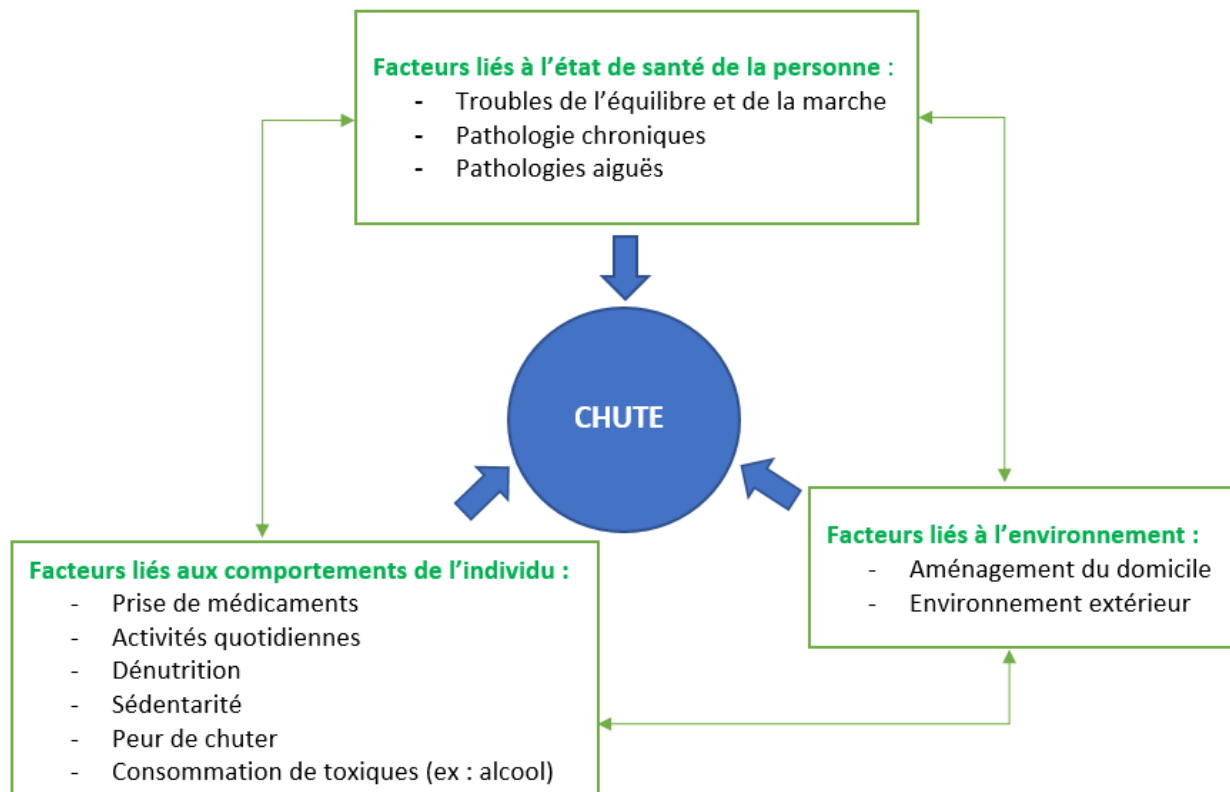 Facteurs liés à l’état de santé de la personne :
- Troubles de l’équilibre et de la marche
- Pathologie chroniques
- Pathologies aiguës
CHUTE
Facteurs liés aux comportements de l’individu :
- Prise de médicaments
- Activités quotidiennes
- Dénutrition
- Sédentarité
- Peur de chuter
- Consommation de toxiques (ex : alcool)
Facteurs liés à l’environnement :
- Aménagement du domicile
- Environnement extérieur